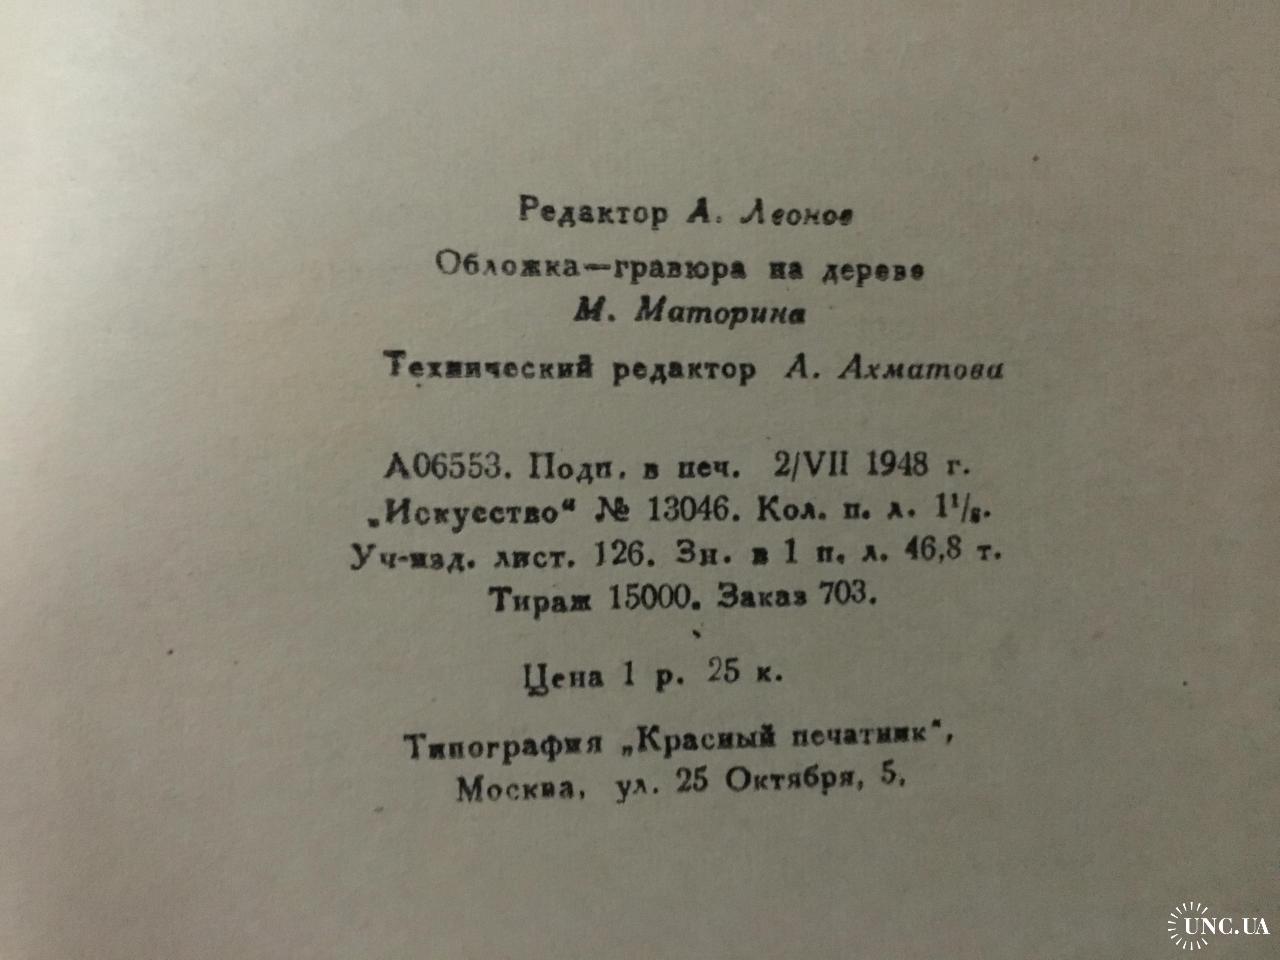 Редактор А. Леонов
Обложка—гравюра на дереве
М. Маторина
Технический редактор А. Ахматова
А06553. Подп. в печ. 2/VII 1948 г.
„Искусство“ № 13046. Кол. п. л. 1¹/₈.
Уч-изд. лист. 126. Зн. в 1 п. л. 46,8 т.
Тираж 15000. Заказ 703.
Цена 1 р. 25 к.
Типография „Красный печатник“,
Москва, ул. 25 Октября, 5.
UNC.UA